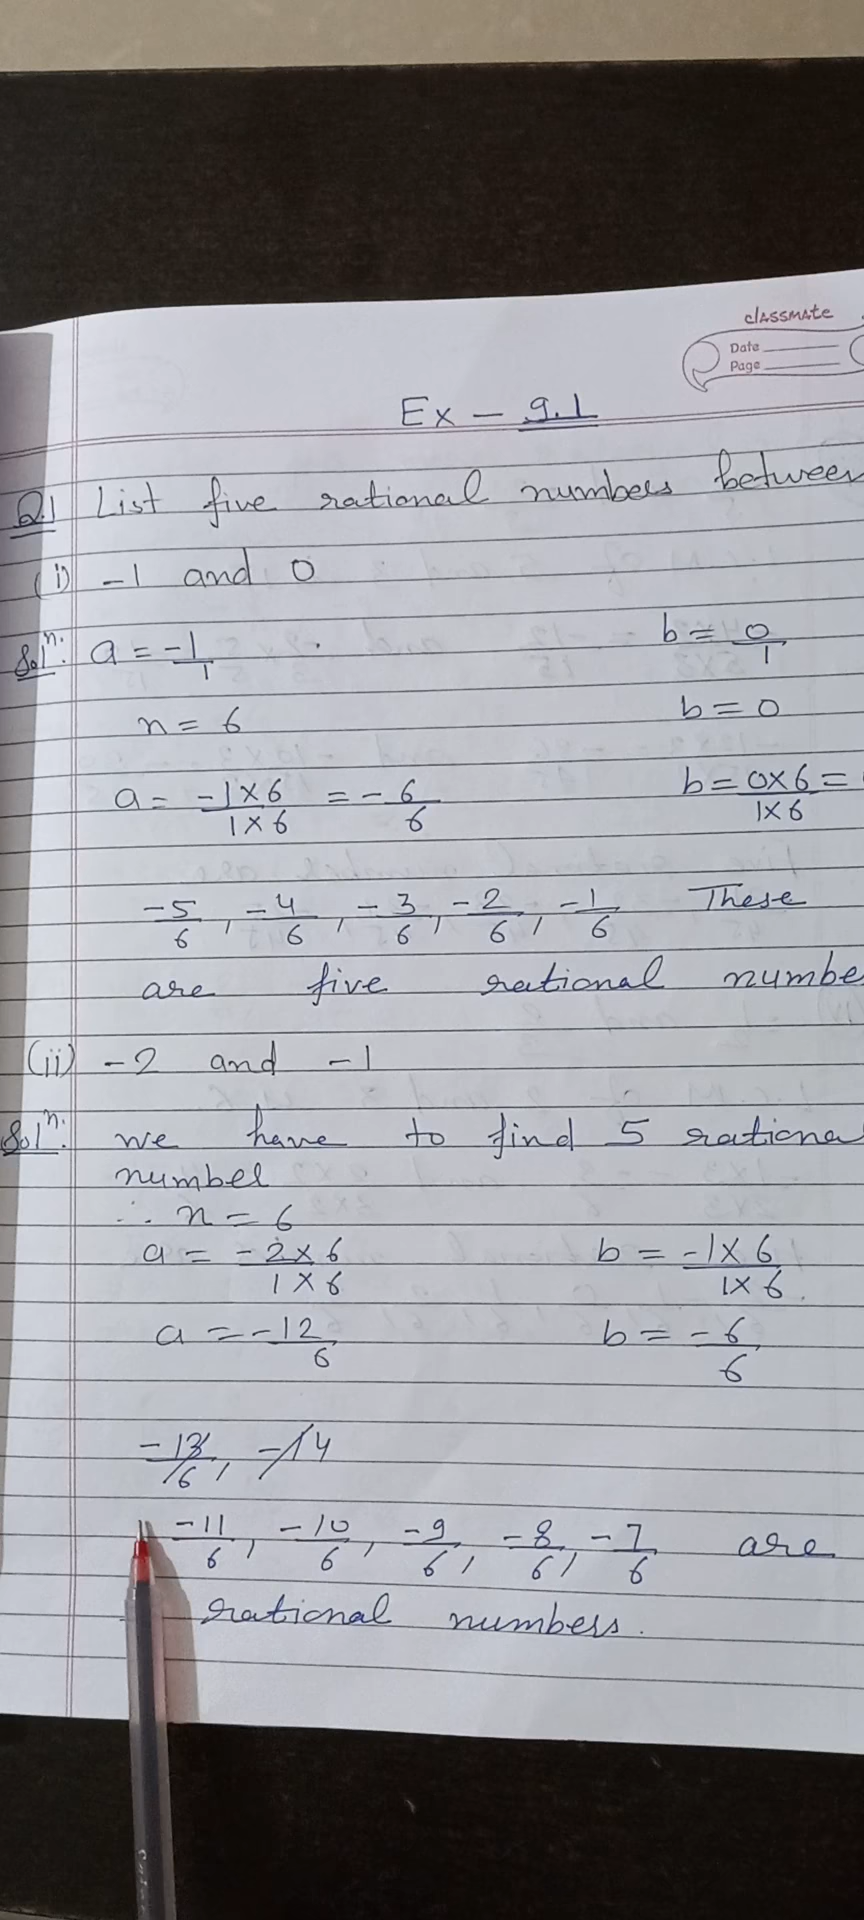 classmate
Date
Page
Ex - 9.1
Q.1 List five rational numbers between
(i) -1 and 0
Solⁿ. a = -1/1 b = 0/1
n = 6 b = 0
a = -1×6/1×6 = -6/6 b = 0×6/1×6 =
-5/6, -4/6, -3/6, -2/6, -1/6 These
are five rational numbe
(ii) -2 and -1
Solⁿ. we have to find 5 rationa
number
∴ n = 6
a = -2×6/1×6 b = -1×6/1×6
a = -12/6 b = -6/6
-13/6, -14
-11/6, -10/6, -9/6, -8/6, -7/6 are
rational numbers.